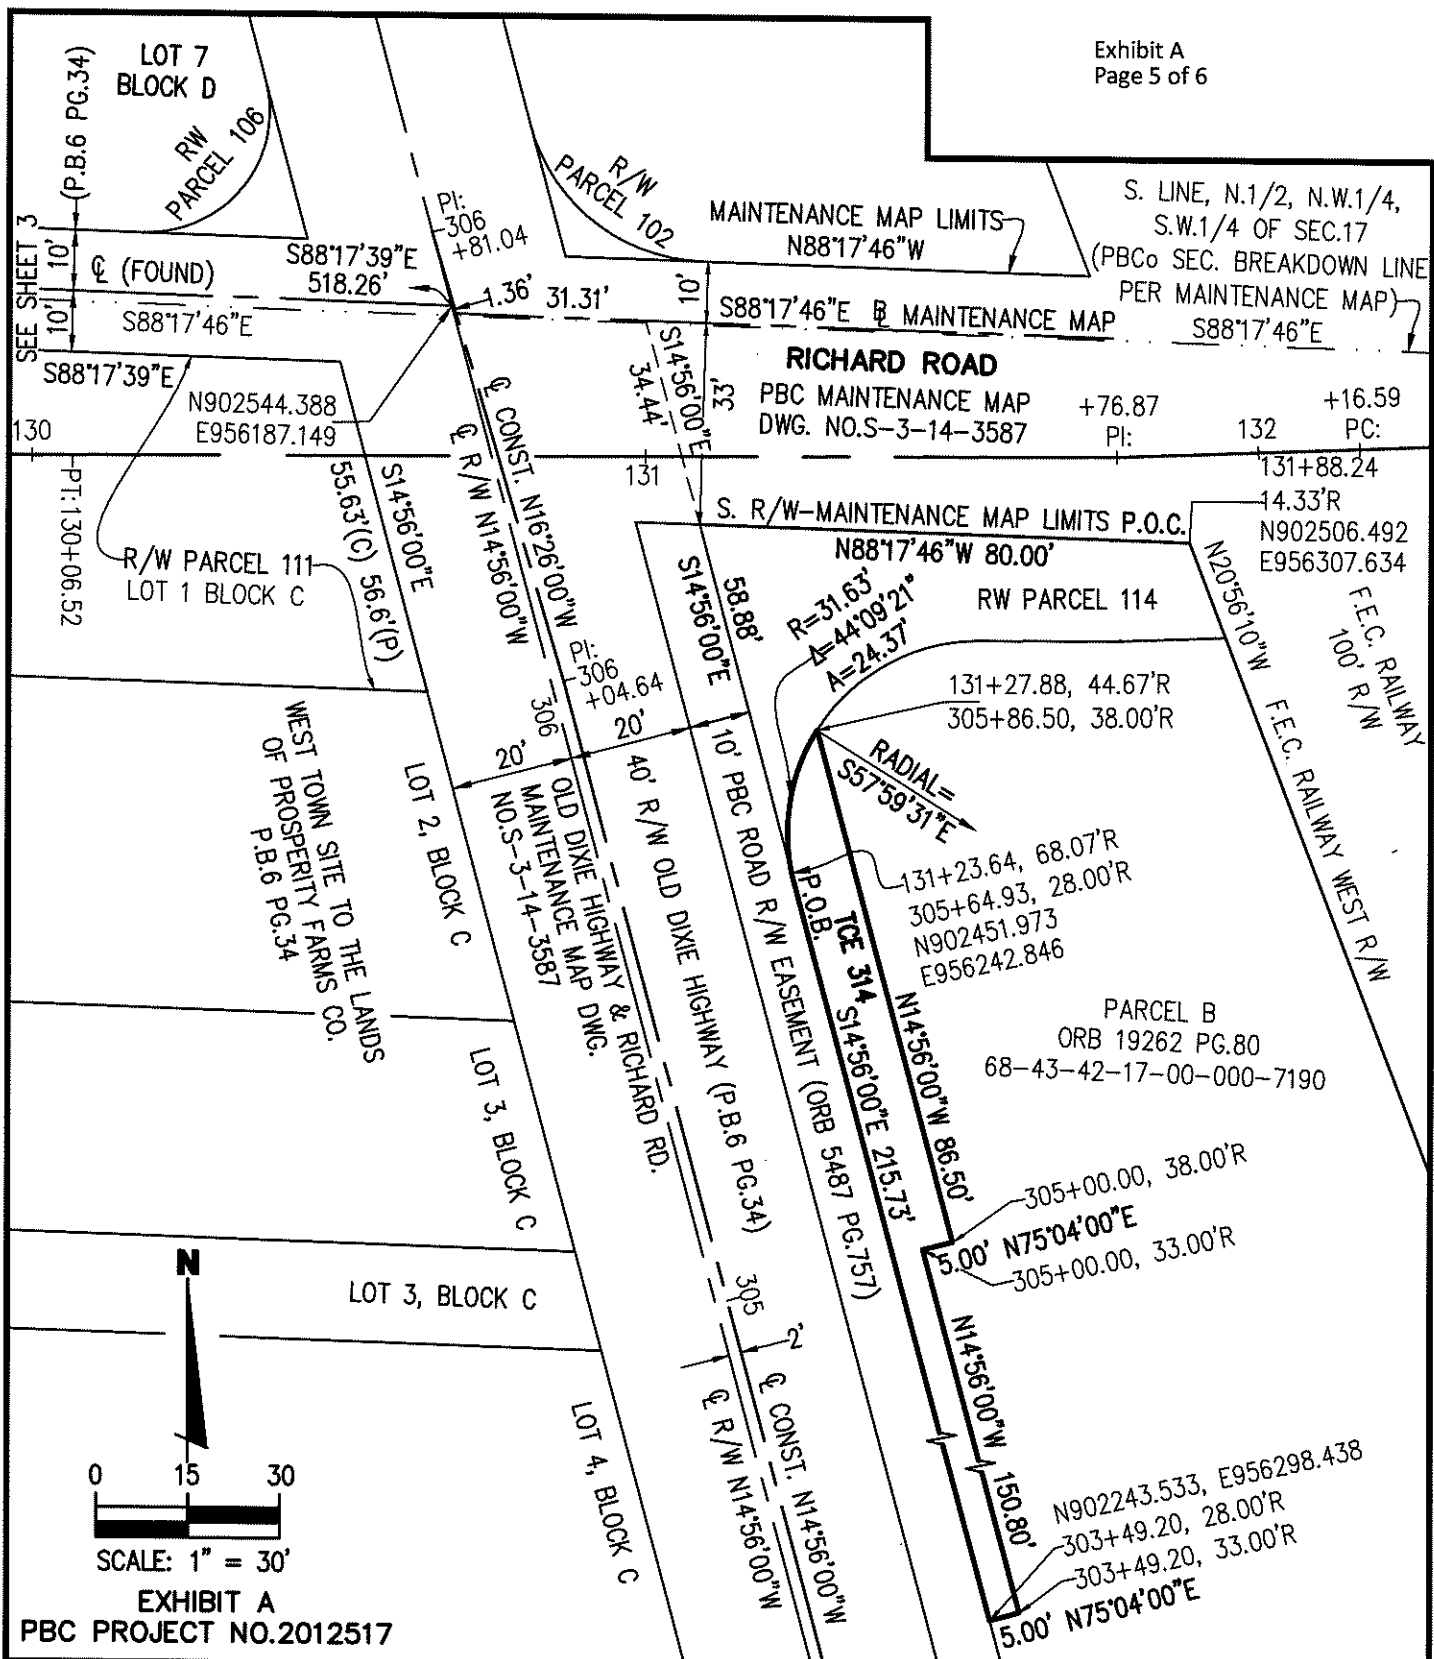 Exhibit A
Page 5 of 6
LOT 7
BLOCK D
(P.B.6 PG.34)
RW
PARCEL 106
R/W
PARCEL 102
MAINTENANCE MAP LIMITS
N88°17'46"W
S. LINE, N.1/2, N.W.1/4,
S.W.1/4 OF SEC.17
(PBCo SEC. BREAKDOWN LINE
PER MAINTENANCE MAP)
S88°17'46"E
SEE SHEET 3
10'
10'
℄ (FOUND)
S88°17'39"E
518.26'
PI:
306
+81.04
1.36'
31.31'
10'
S88°17'46"E
S88°17'46"E ?L MAINTENANCE MAP
S88°17'39"E
N902544.388
E956187.149
RICHARD ROAD
PBC MAINTENANCE MAP
DWG. NO.S-3-14-3587
+76.87
PI:
+16.59
PC:
130
131
132
PT:130+06.52
S14°56'00"E
34.44'
33'
℄ CONST. N16°26'00"W
℄ R/W N14°56'00"W
S14°56'00"E
55.63'(C) 56.6'(P)
R/W PARCEL 111
LOT 1 BLOCK C
S. R/W-MAINTENANCE MAP LIMITS P.O.C.
N88°17'46"W 80.00'
131+88.24
14.33'R
N902506.492
E956307.634
RW PARCEL 114
N20°56'10"W F.E.C. RAILWAY WEST R/W
F.E.C. RAILWAY
100' R/W
58.88'
S14°56'00"E
R=31.63'
Δ=44°09'21"
A=24.37'
131+27.88, 44.67'R
305+86.50, 38.00'R
RADIAL=
S57°59'31"E
PI:
306
+04.64
306
20'
20'
10' PBC ROAD R/W EASEMENT (ORB 5487 PG.757)
40' R/W OLD DIXIE HIGHWAY (P.B.6 PG.34)
OLD DIXIE HIGHWAY & RICHARD RD.
MAINTENANCE MAP DWG.
NO.S-3-14-3587
WEST TOWN SITE TO THE LANDS
OF PROSPERITY FARMS CO.
P.B.6 PG.34
LOT 2, BLOCK C
131+23.64, 68.07'R
305+64.93, 28.00'R
N902451.973
E956242.846
P.O.B.
TCE 314
S14°56'00"E 215.73'
N14°56'00"W 86.50'
PARCEL B
ORB 19262 PG.80
68-43-42-17-00-000-7190
LOT 3, BLOCK C
305+00.00, 38.00'R
5.00' N75°04'00"E
305+00.00, 33.00'R
N
LOT 3, BLOCK C
305
2'
℄ R/W N14°56'00"W
℄ CONST. N14°56'00"W
LOT 4, BLOCK C
N14°56'00"W 150.80'
N902243.533, E956298.438
303+49.20, 28.00'R
303+49.20, 33.00'R
5.00' N75°04'00"E
0 15 30
SCALE: 1" = 30'
EXHIBIT A
PBC PROJECT NO.2012517